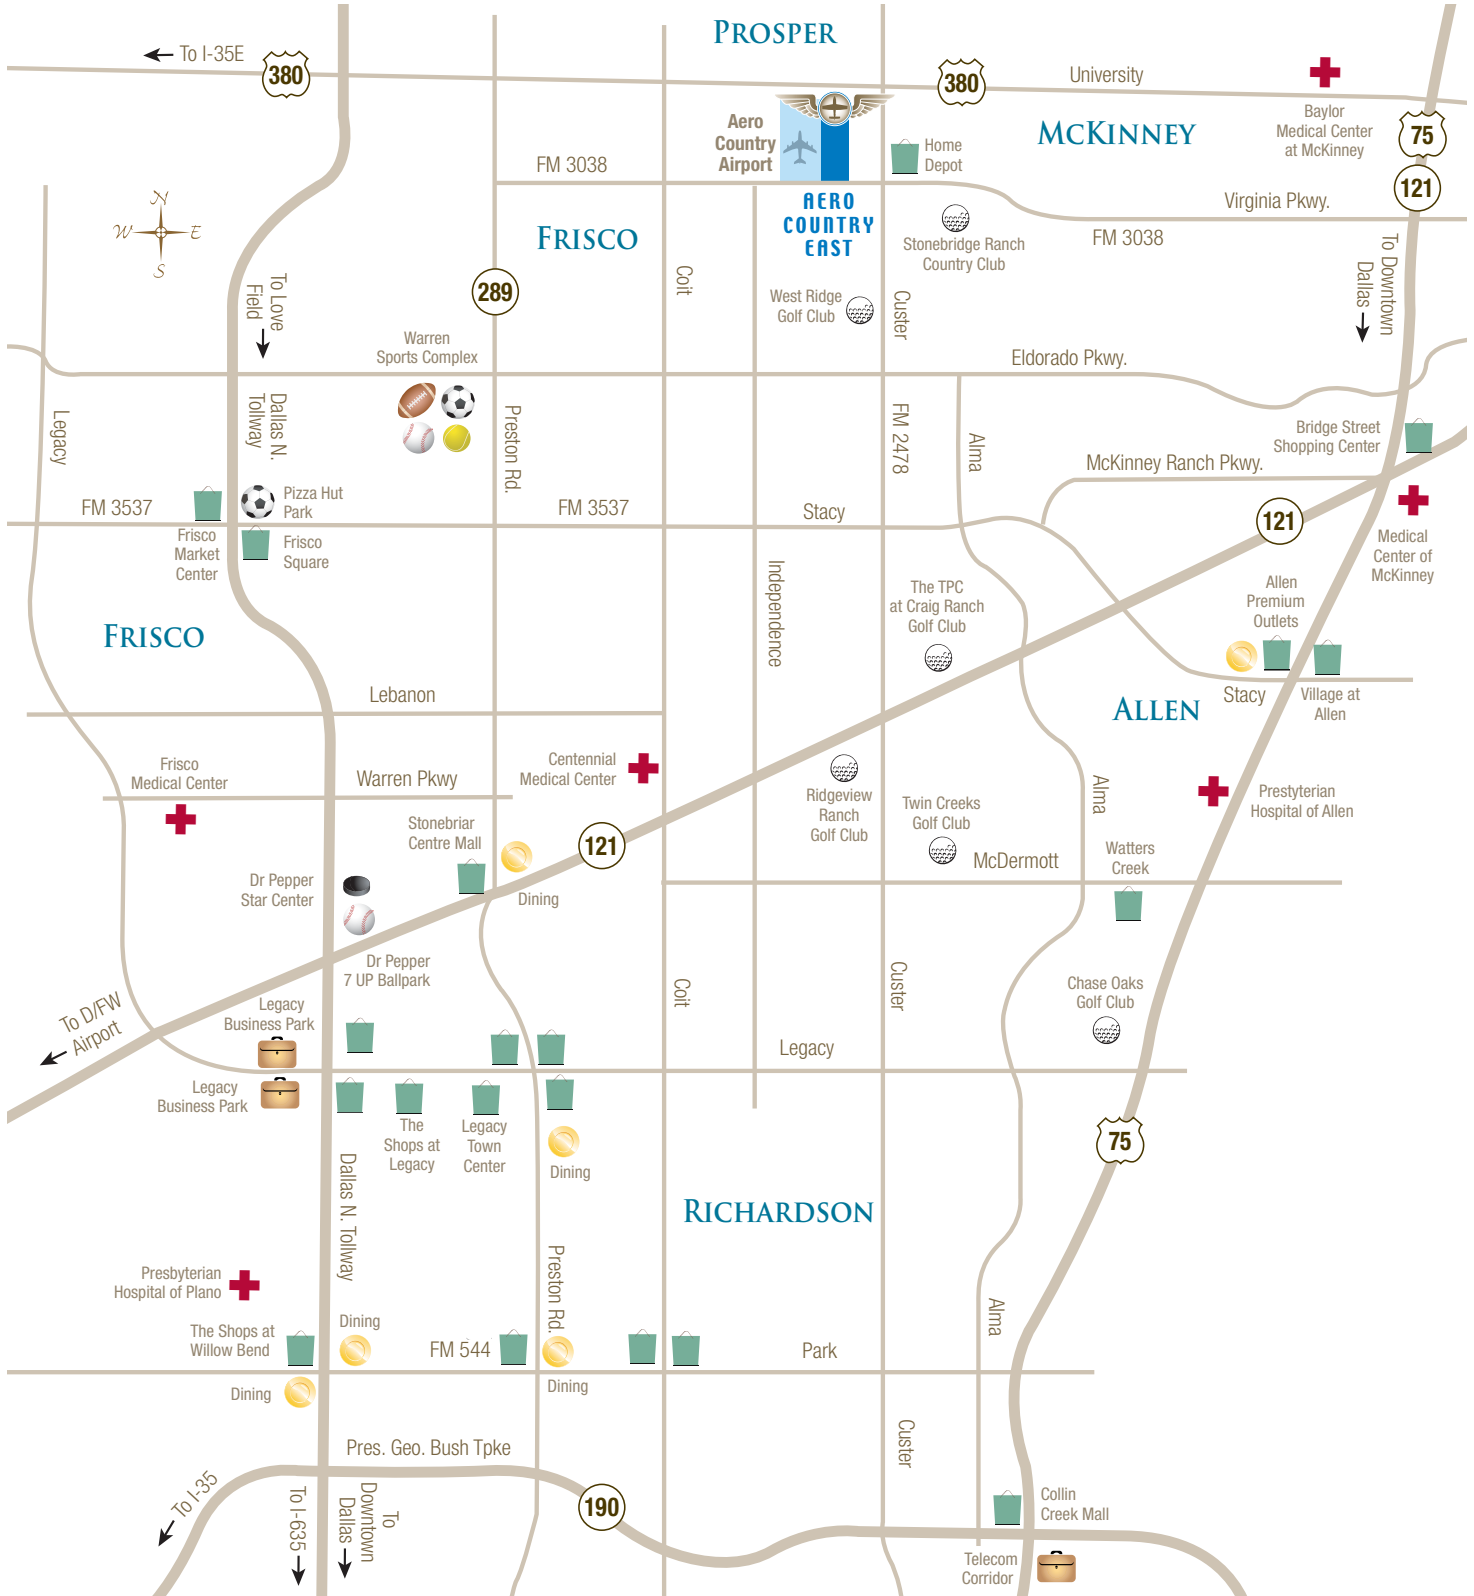 PROSPER
To I-35E
380
380
University
Baylor
Medical Center
at McKinney
75
121
MCKINNEY
Aero
Country
Airport
Home
Depot
FM 3038
AERO
COUNTRY
EAST
Virginia Pkwy.
FM 3038
N
W
E
S
FRISCO
Stonebridge Ranch
Country Club
To Downtown
Dallas
To Love
Field
289
Coit
West Ridge
Golf Club
Custer
Warren
Sports Complex
Eldorado Pkwy.
Legacy
Dallas N.
Tollway
Preston Rd.
FM 2478
Alma
Bridge Street
Shopping Center
McKinney Ranch Pkwy.
FM 3537
Pizza Hut
Park
FM 3537
Stacy
121
Frisco
Market
Center
Frisco
Square
Medical
Center of
McKinney
Independence
The TPC
at Craig Ranch
Golf Club
Allen
Premium
Outlets
FRISCO
Lebanon
ALLEN
Stacy
Village at
Allen
Frisco
Medical Center
Warren Pkwy
Centennial
Medical Center
Ridgeview
Ranch
Golf Club
Twin Creeks
Golf Club
Alma
Prestyterian
Hospital of Allen
Stonebriar
Centre Mall
121
McDermott
Watters
Creek
Dr Pepper
Star Center
Dining
Dr Pepper
7 UP Ballpark
Coit
Custer
Chase Oaks
Golf Club
To D/FW
Airport
Legacy
Business Park
Legacy
Legacy
Business Park
The
Shops at
Legacy
Legacy
Town
Center
Dining
75
Dallas N. Tollway
RICHARDSON
Presbyterian
Hospital of Plano
Preston Rd.
Alma
The Shops at
Willow Bend
Dining
FM 544
Park
Dining
Dining
Custer
Pres. Geo. Bush Tpke
To I-35
To I-635
To
Downtown
Dallas
190
Collin
Creek Mall
Telecom
Corridor